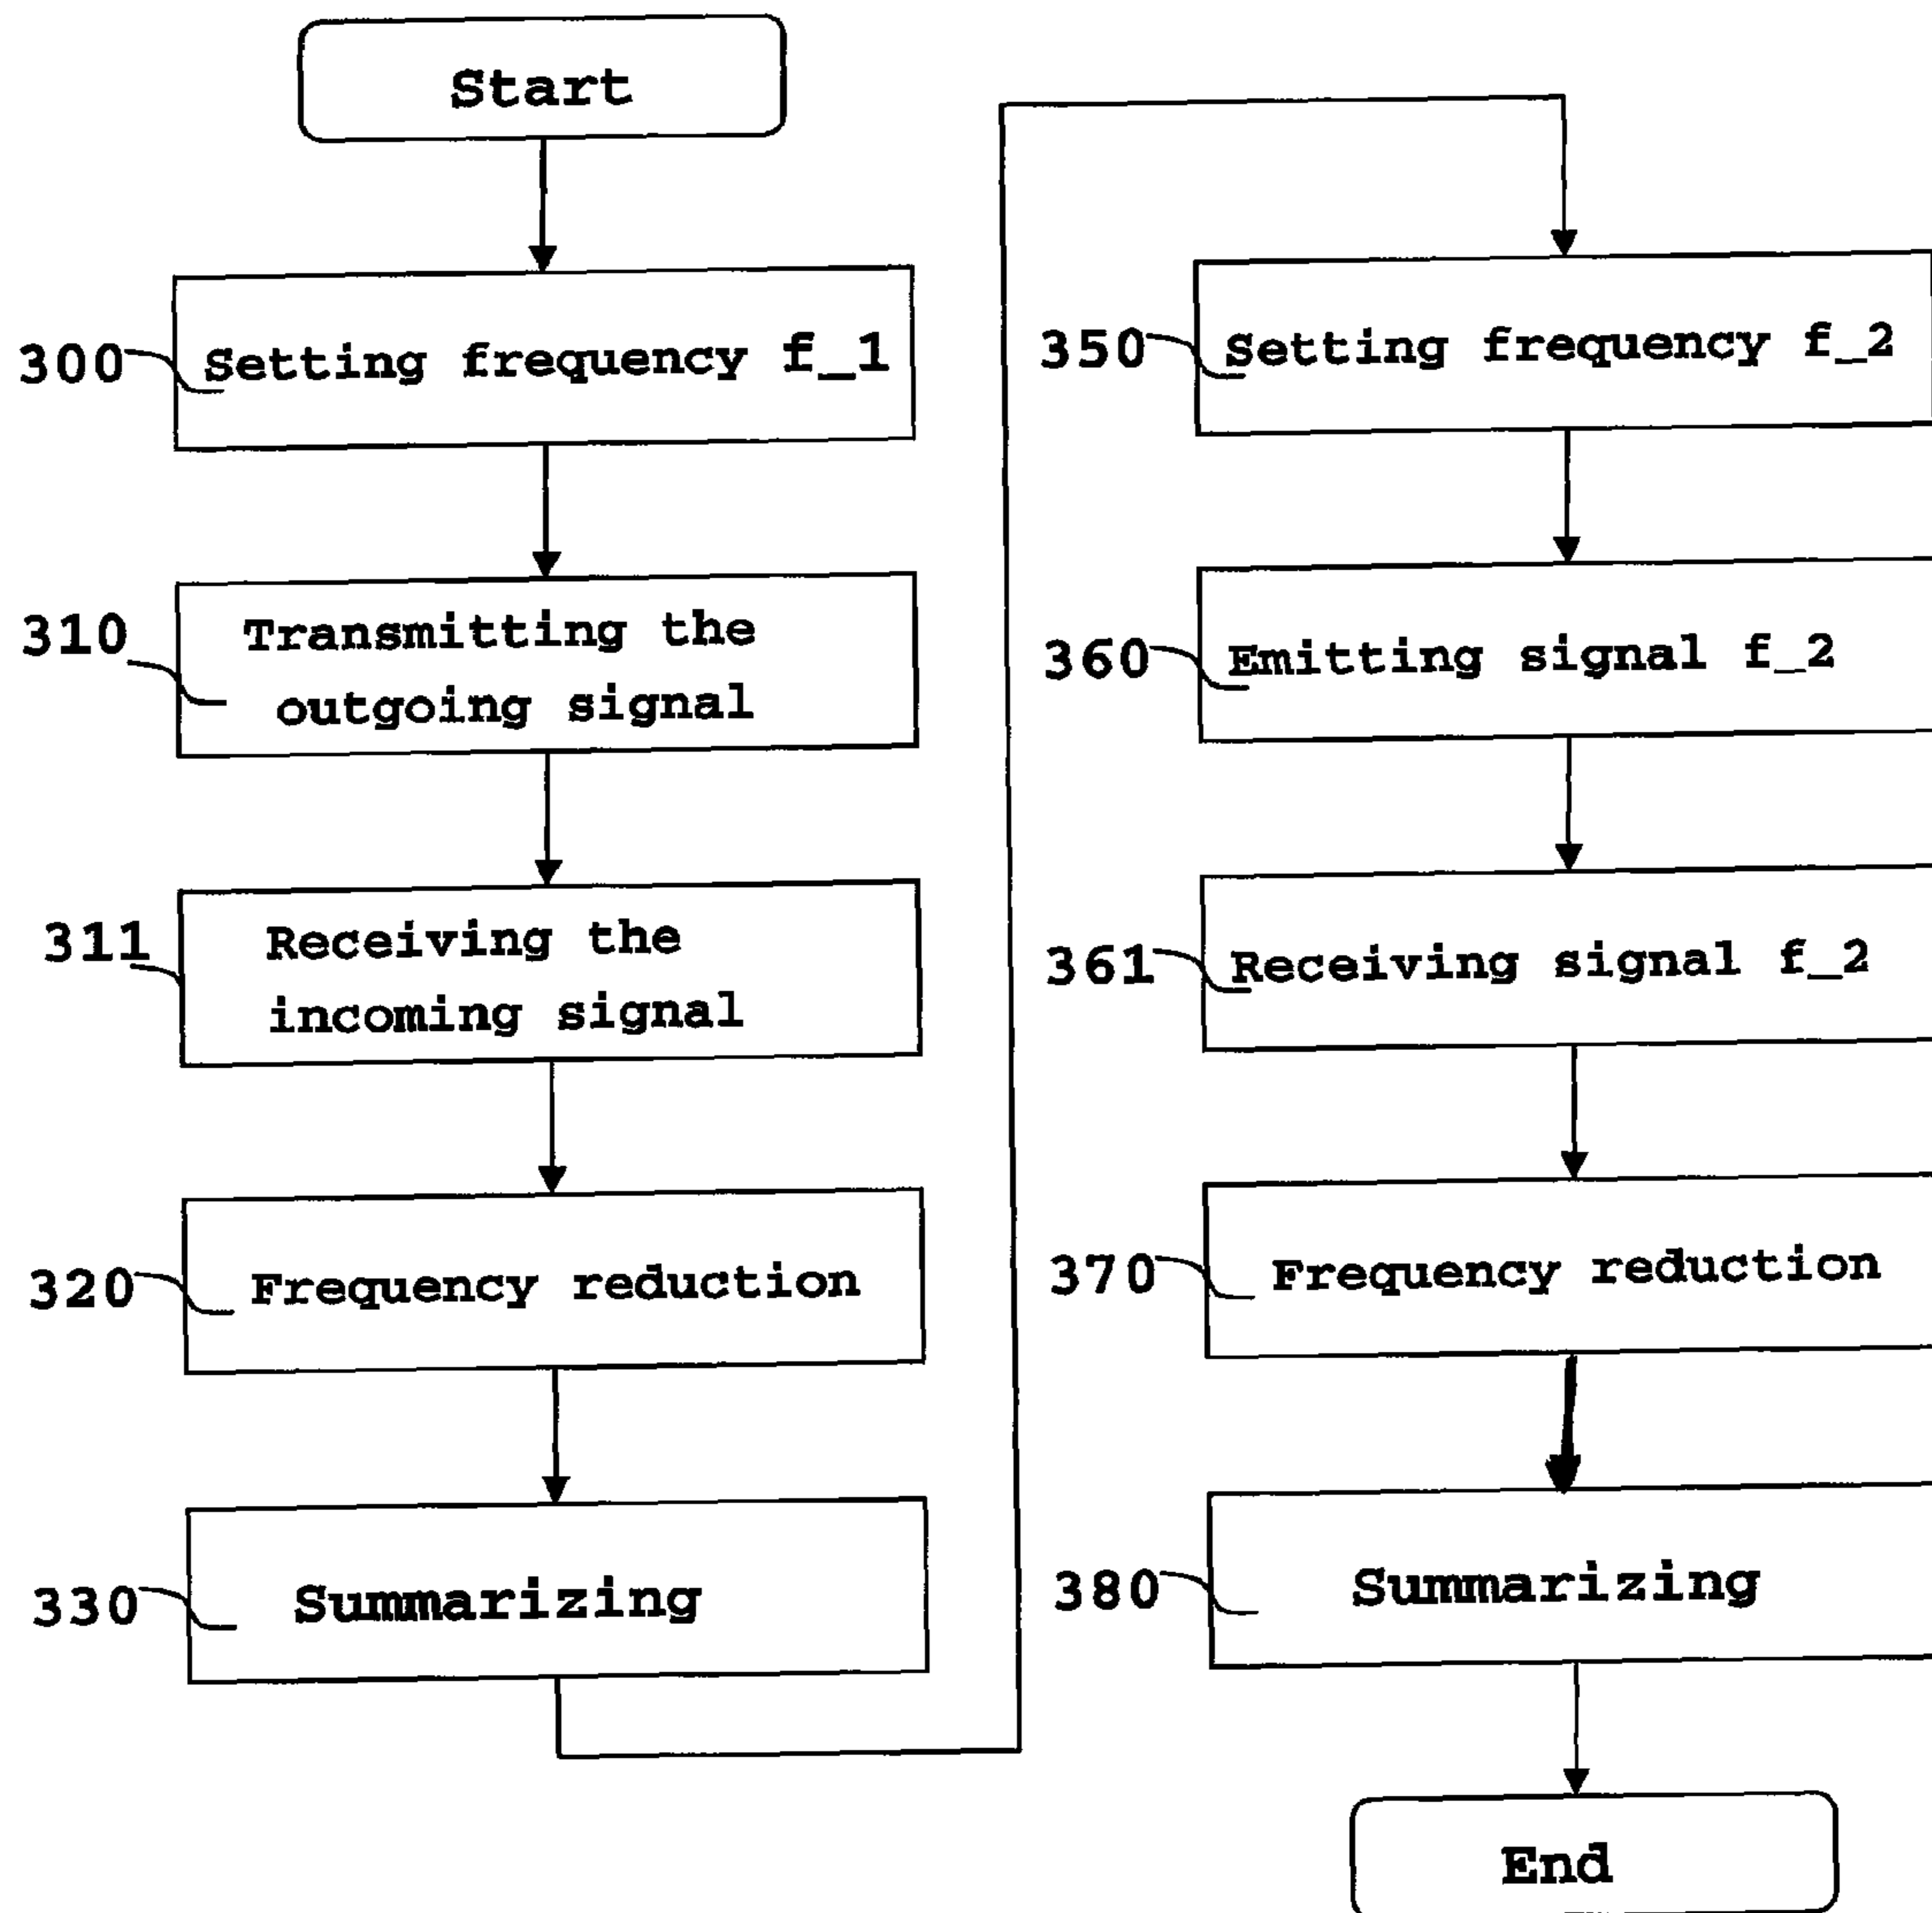 Start
300 Setting frequency f_1
310 Transmitting the
outgoing signal
311 Receiving the
incoming signal
320 Frequency reduction
330 Summarizing
350 Setting frequency f_2
360 Emitting signal f_2
361 Receiving signal f_2
370 Frequency reduction
380 Summarizing
End